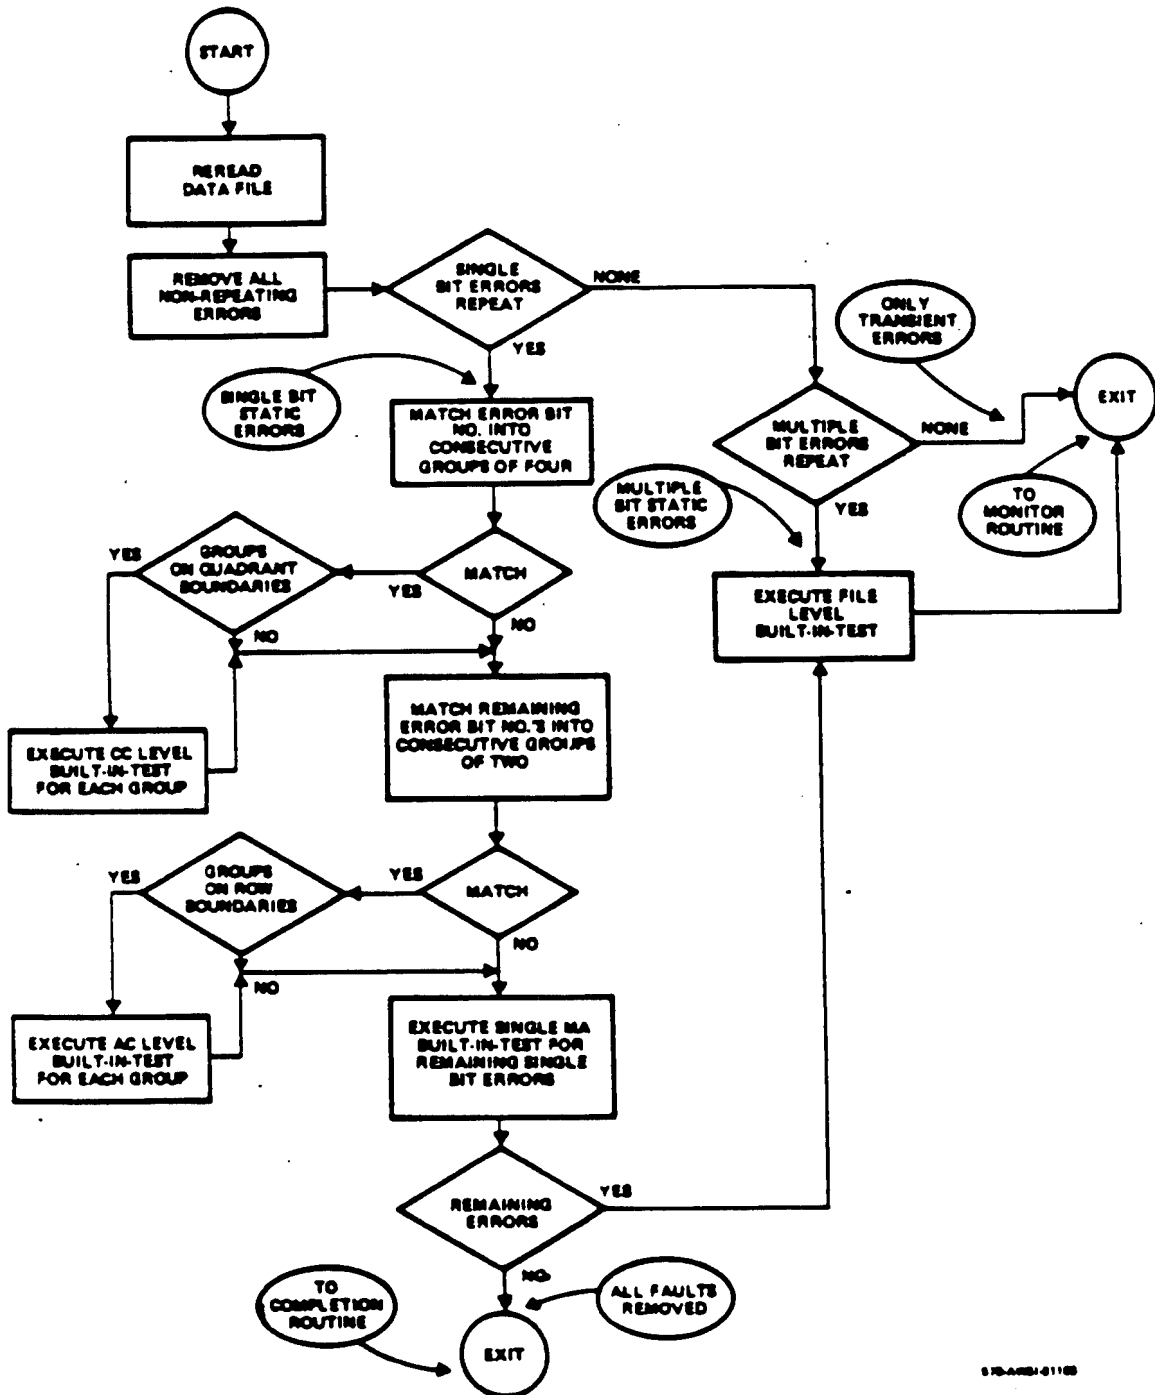 START
REREAD
DATA FILE
REMOVE ALL
NON-REPEATING
ERRORS
SINGLE
BIT ERRORS
REPEAT
NONE
YES
ONLY
TRANSIENT
ERRORS
EXIT
SINGLE BIT
STATIC
ERRORS
MATCH ERROR BIT
NO. INTO
CONSECUTIVE
GROUPS OF FOUR
MULTIPLE
BIT ERRORS
REPEAT
NONE
YES
MULTIPLE
BIT STATIC
ERRORS
TO
MONITOR
ROUTINE
YES
GROUPS
ON QUADRANT
BOUNDARIES
YES
MATCH
NO
NO
EXECUTE FILE
LEVEL
BUILT-IN-TEST
MATCH REMAINING
ERROR BIT NO.'S INTO
CONSECUTIVE GROUPS
OF TWO
EXECUTE CC LEVEL
BUILT-IN-TEST
FOR EACH GROUP
YES
GROUPS
ON ROW
BOUNDARIES
YES
MATCH
NO
NO
EXECUTE AC LEVEL
BUILT-IN-TEST
FOR EACH GROUP
EXECUTE SINGLE MA
BUILT-IN-TEST FOR
REMAINING SINGLE
BIT ERRORS
REMAINING
ERRORS
YES
NO
TO
COMPLETION
ROUTINE
ALL FAULTS
REMOVED
EXIT